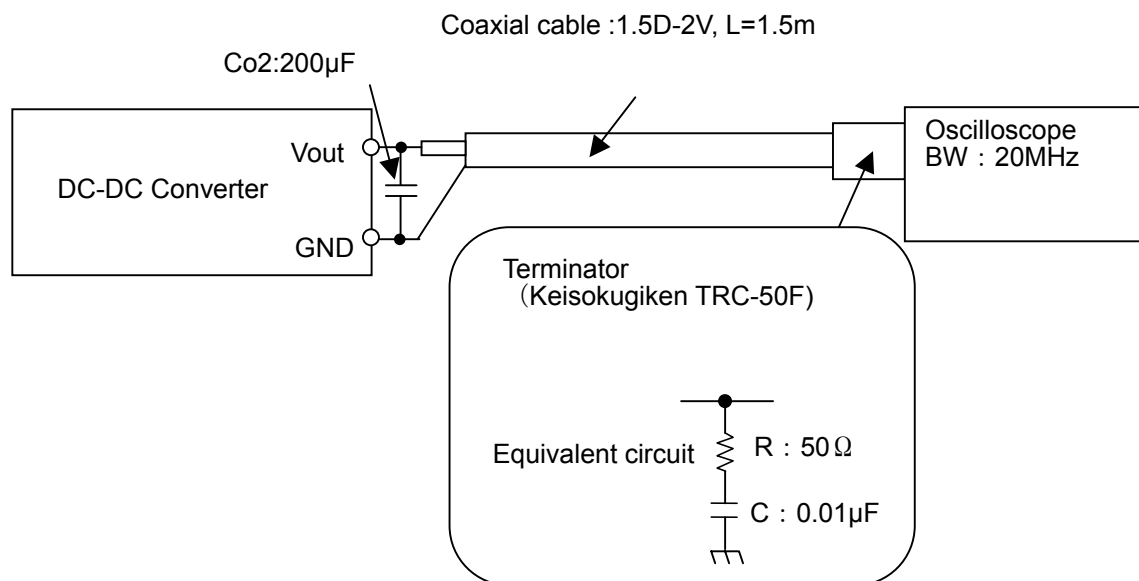 Coaxial cable :1.5D-2V, L=1.5m
Co2:200µF
Vout
DC-DC Converter
GND
Oscilloscope
BW：20MHz
Terminator
（Keisokugiken TRC-50F)
Equivalent circuit
R：50Ω
C：0.01µF